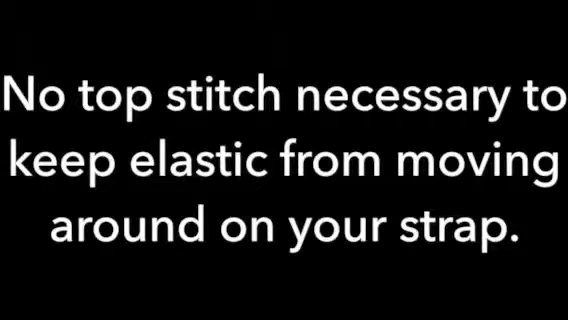 No top stitch necessary to
keep elastic from moving
around on your strap.